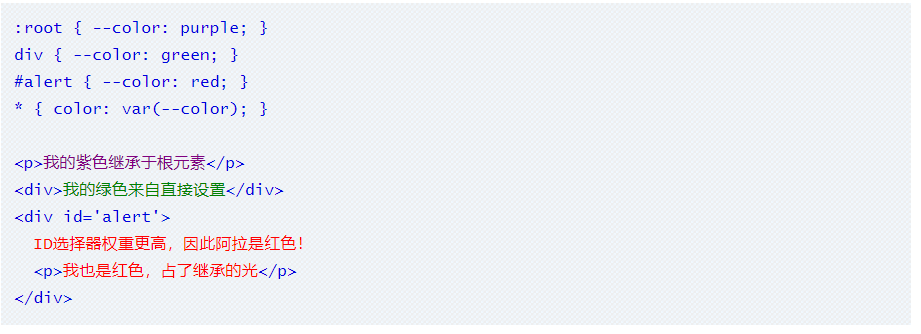 :root { --color: purple; }
div { --color: green; }
#alert { --color: red; }
* { color: var(--color); }
<p>我的紫色继承于根元素</p>
<div>我的绿色来自直接设置</div>
<div id='alert'>
ID选择器权重更高，因此阿拉是红色！
<p>我也是红色，占了继承的光</p>
</div>